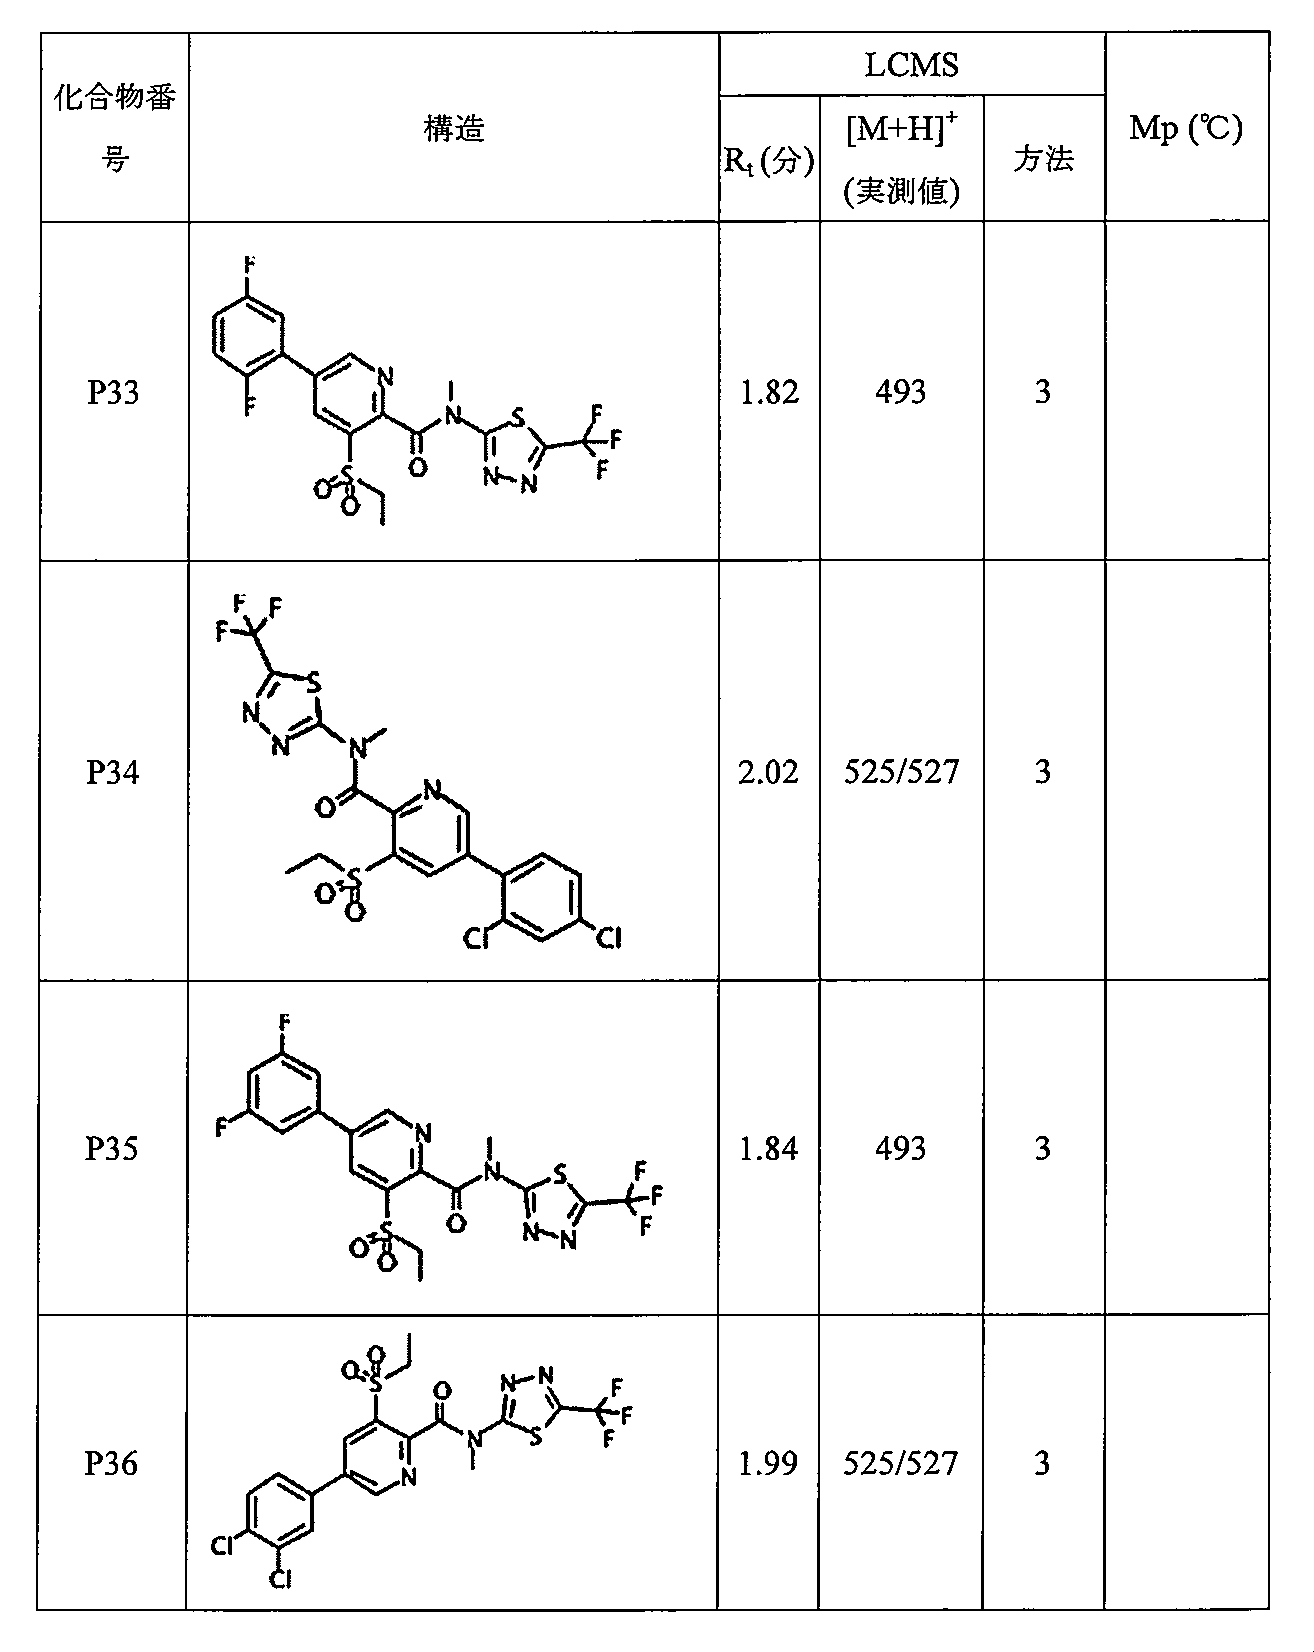 化合物番号
構造
LCMS
Rt (分)
[M+H]+
(実測値)
方法
Mp (℃)
P33
F
F
N
N
S
F
F
F
O
N
N
S
O
O
1.82
493
3
P34
F
F
F
S
N
N
N
O
N
S
O
O
Cl
Cl
2.02
525/527
3
P35
F
F
N
N
S
F
F
F
O
N
N
S
O
O
1.84
493
3
P36
O
O
S
O
N
N
F
F
F
N
S
N
Cl
Cl
1.99
525/527
3